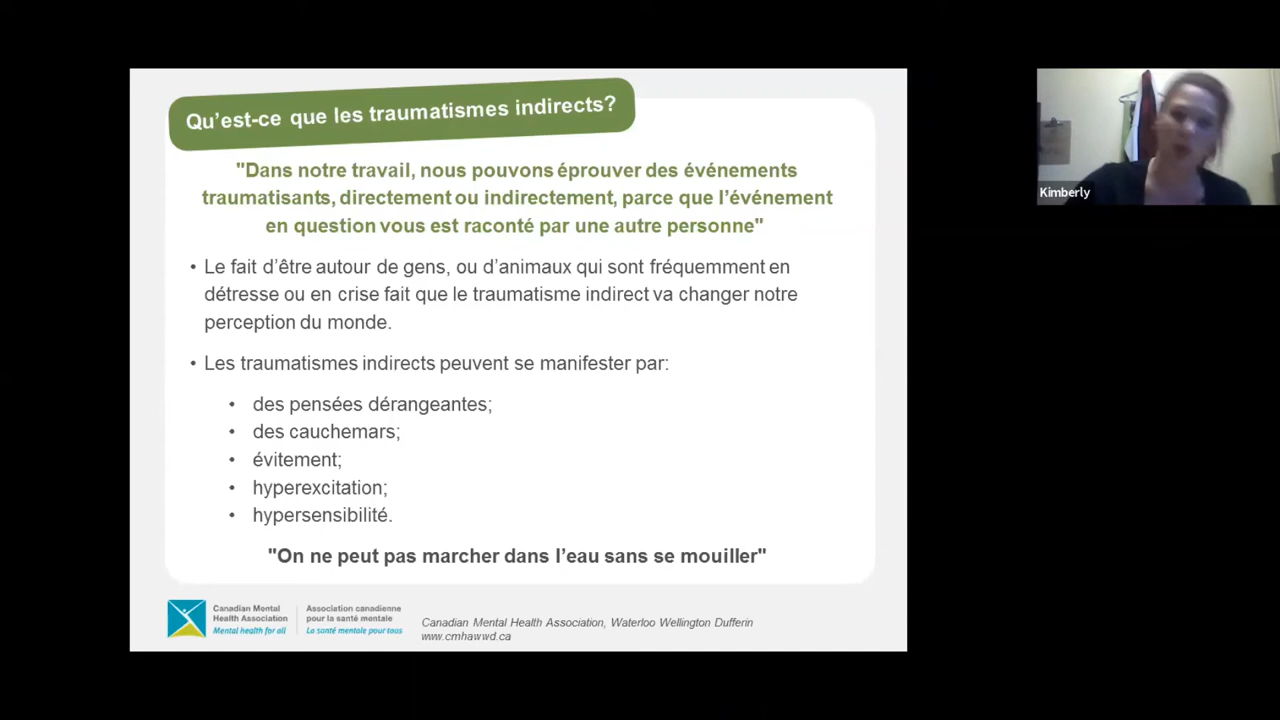 Qu’est-ce que les traumatismes indirects?
"Dans notre travail, nous pouvons éprouver des événements
traumatisants, directement ou indirectement, parce que l’événement
en question vous est raconté par une autre personne"
• Le fait d’être autour de gens, ou d’animaux qui sont fréquemment en
détresse ou en crise fait que le traumatisme indirect va changer notre
perception du monde.
• Les traumatismes indirects peuvent se manifester par:
• des pensées dérangeantes;
• des cauchemars;
• évitement;
• hyperexcitation;
• hypersensibilité.
"On ne peut pas marcher dans l’eau sans se mouiller"
Canadian Mental
Health Association
Mental health for all
Association canadienne
pour la santé mentale
La santé mentale pour tous
Canadian Mental Health Association, Waterloo Wellington Dufferin
www.cmhawwd.ca
Kimberly